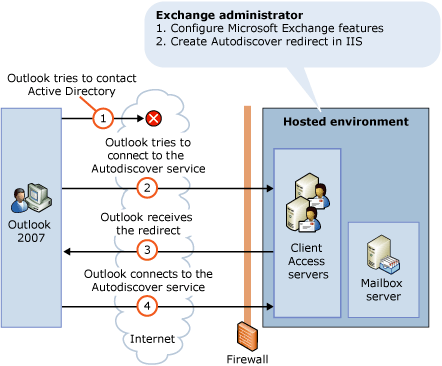 Exchange administrator
1. Configure Microsoft Exchange features
2. Create Autodiscover redirect in IIS
Outlook tries to contact
Active Directory
1
Hosted environment
Outlook tries to
connect to the
Autodiscover service
2
Outlook receives
the redirect
3
Outlook connects to the
Autodiscover service
4
Outlook
2007
Client
Access
servers
Mailbox
server
Internet
Firewall